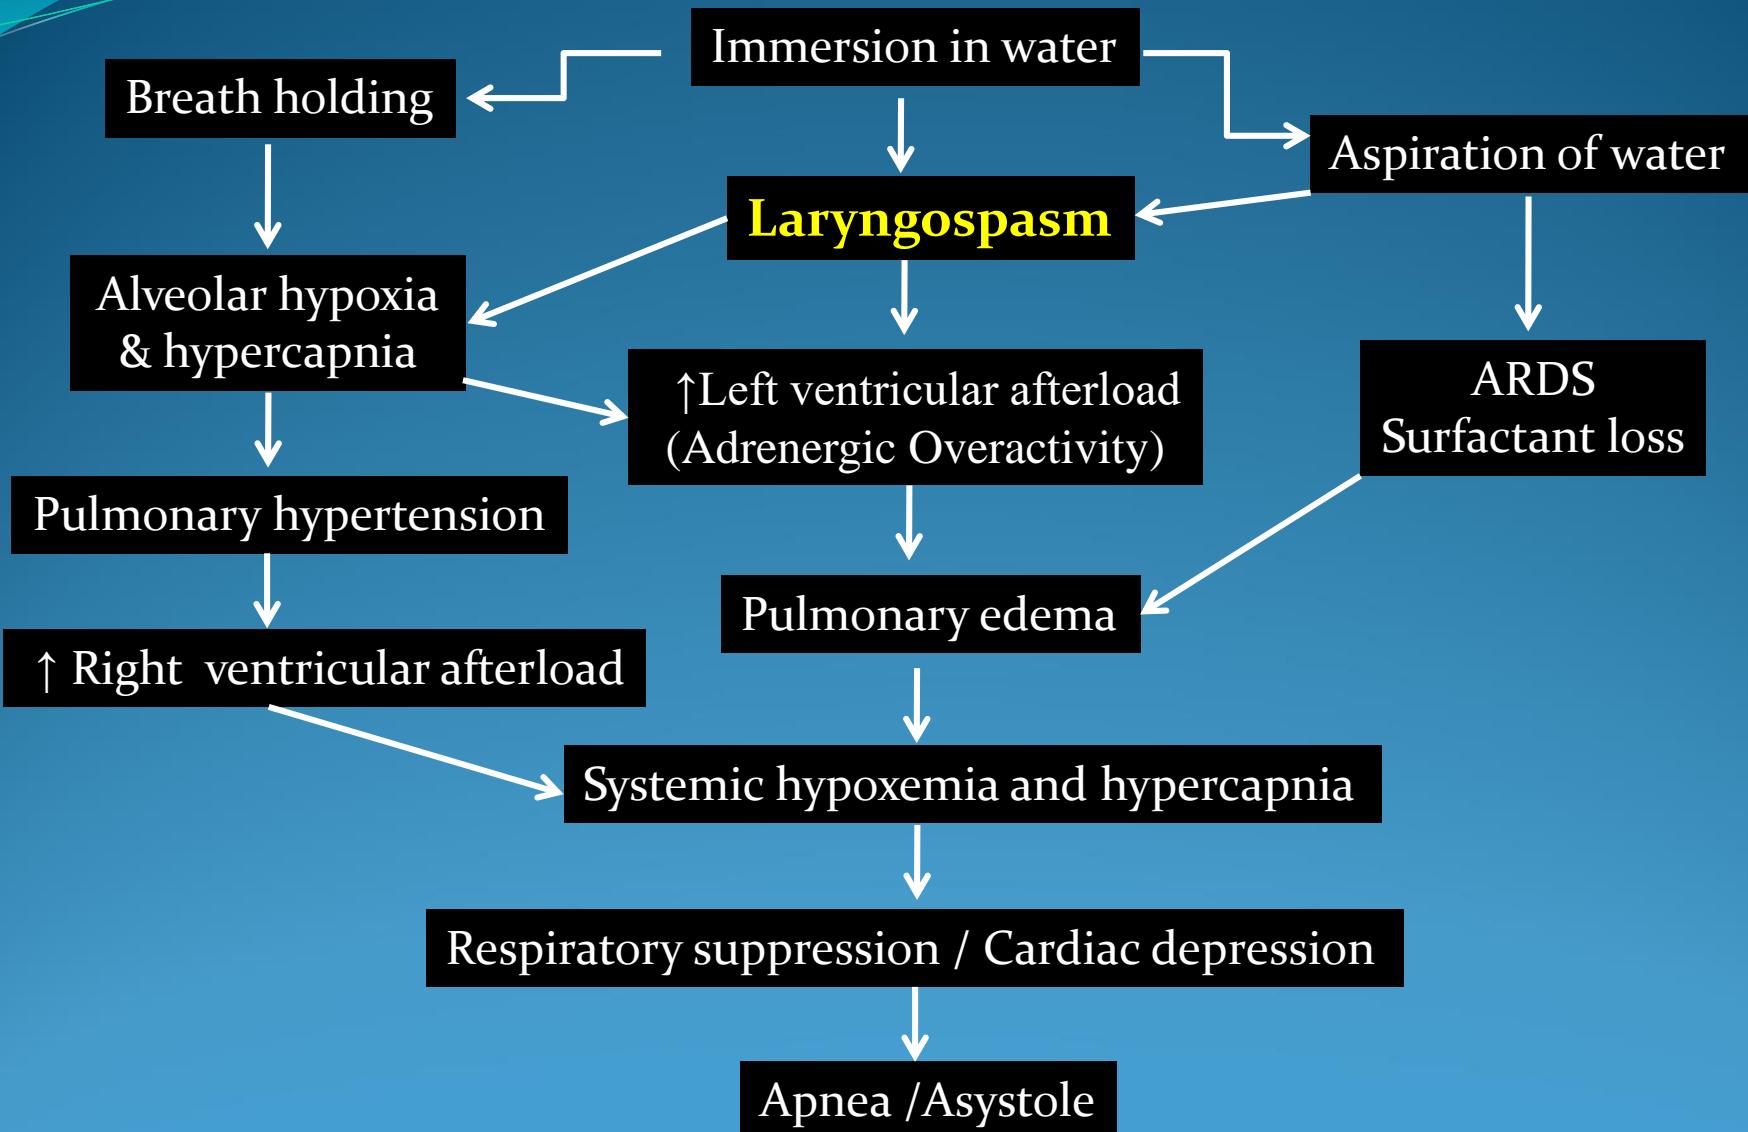 Immersion in water
Breath holding
Aspiration of water
Laryngospasm
Alveolar hypoxia
& hypercapnia
↑Left ventricular afterload
(Adrenergic Overactivity)
ARDS
Surfactant loss
Pulmonary hypertension
Pulmonary edema
↑ Right ventricular afterload
Systemic hypoxemia and hypercapnia
Respiratory suppression / Cardiac depression
Apnea /Asystole